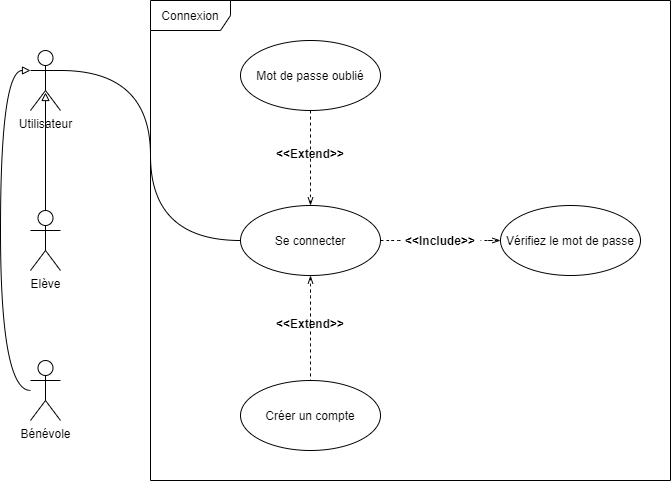 Connexion
Mot de passe oublié
Utilisateur
<<Extend>>
Se connecter
<<Include>>
Vérifiez le mot de passe
Elève
<<Extend>>
Créer un compte
Bénévole